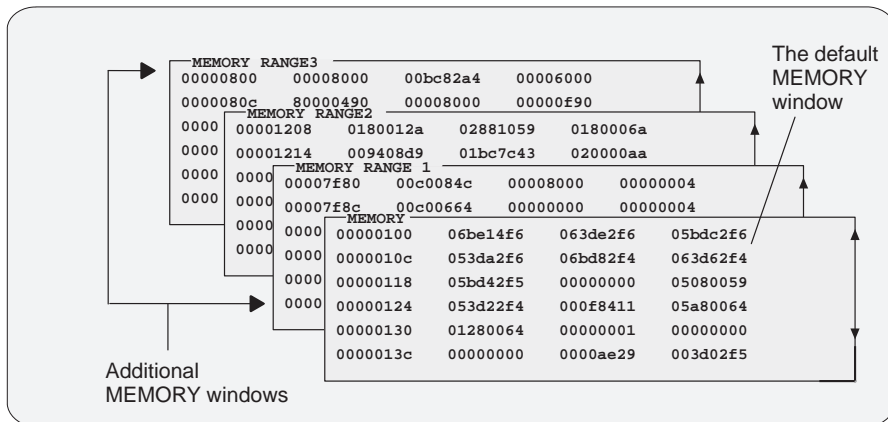 MEMORY RANGE3
00000800 00008000 00bc82a4 00006000
0000080c 80000490 00008000 00000f90
0000
0000
0000
0000
MEMORY RANGE2
00001208 0180012a 02881059 0180006a
00001214 009408d9 01bc7c43 020000aa
0000
0000
0000
0000
MEMORY RANGE 1
00007f80 00c0084c 00008000 00000004
00007f8c 00c00664 00000000 00000004
0000
0000
0000
0000
MEMORY
00000100 06be14f6 063de2f6 05bdc2f6
0000010c 053da2f6 06bd82f4 063d62f4
00000118 05bd42f5 00000000 05080059
00000124 053d22f4 000f8411 05a80064
00000130 01280064 00000001 00000000
0000013c 00000000 0000ae29 003d02f5
The default
MEMORY
window
Additional
MEMORY windows